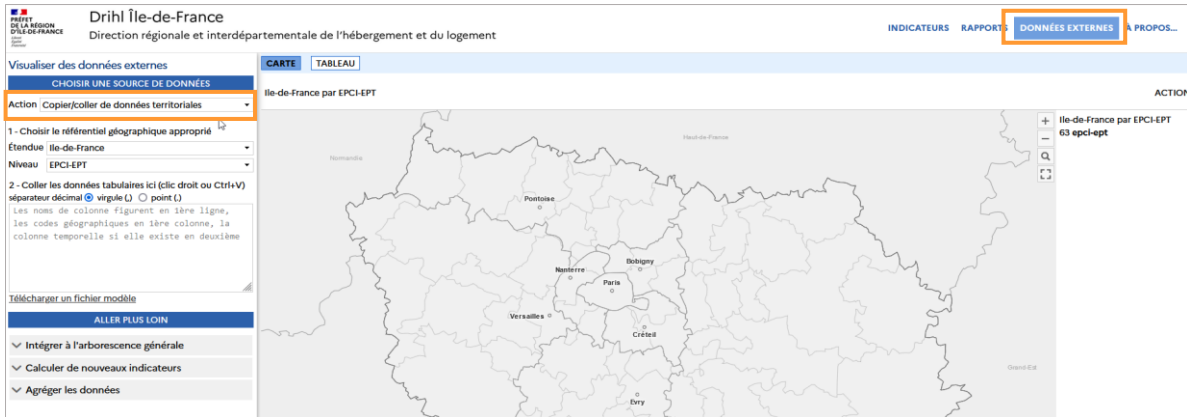 PRÉFET
DE LA RÉGION
D'ÎLE-DE-FRANCE
Liberté
Égalité
Fraternité
Drihl Île-de-France
Direction régionale et interdépartementale de l'hébergement et du logement
INDICATEURS RAPPORTS DONNÉES EXTERNES À PROPOS...
Visualiser des données externes
CHOISIR UNE SOURCE DE DONNÉES
Action Copier/coller de données territoriales
1 - Choisir le référentiel géographique approprié
Étendue Ile-de-France
Niveau EPCI-EPT
2 - Coller les données tabulaires ici (clic droit ou Ctrl+V)
séparateur décimal virgule (,) point (.)
Les noms de colonne figurent en 1ère ligne,
les codes géographiques en 1ère colonne, la
colonne temporelle si elle existe en deuxième
Télécharger un fichier modèle
ALLER PLUS LOIN
Intégrer à l'arborescence générale
Calculer de nouveaux indicateurs
Agréger les données
CARTE TABLEAU
Ile-de-France par EPCI-EPT
ACTION
Haut-de-France
Normandie
Pontoise
Bobigny
Nanterre
Paris
Versailles
Créteil
Grand-Est
Evry
+
−
Ile-de-France par EPCI-EPT
63 epci-ept